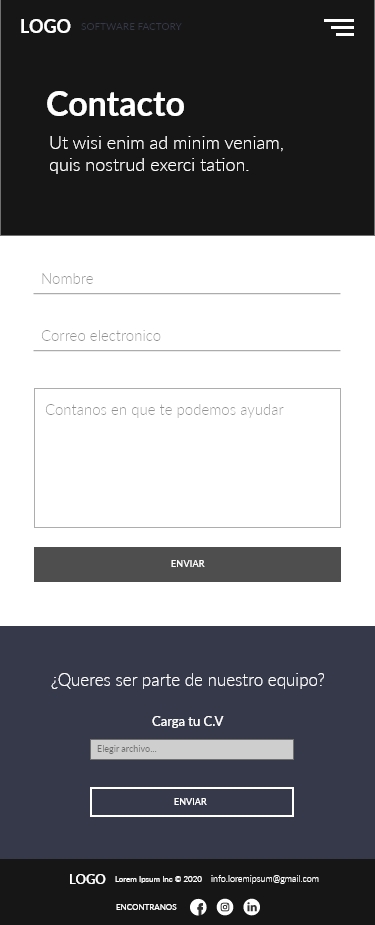 LOGO SOFTWARE FACTORY
Contacto
Ut wisi enim ad minim veniam,
quis nostrud exerci tation.
Nombre
Correo electronico
Contanos en que te podemos ayudar
ENVIAR
¿Queres ser parte de nuestro equipo?
Carga tu C.V
Elegir archivo...
ENVIAR
LOGO Lorem Ipsum Inc © 2020 info.loremipsum@gmail.com
ENCONTRANOS